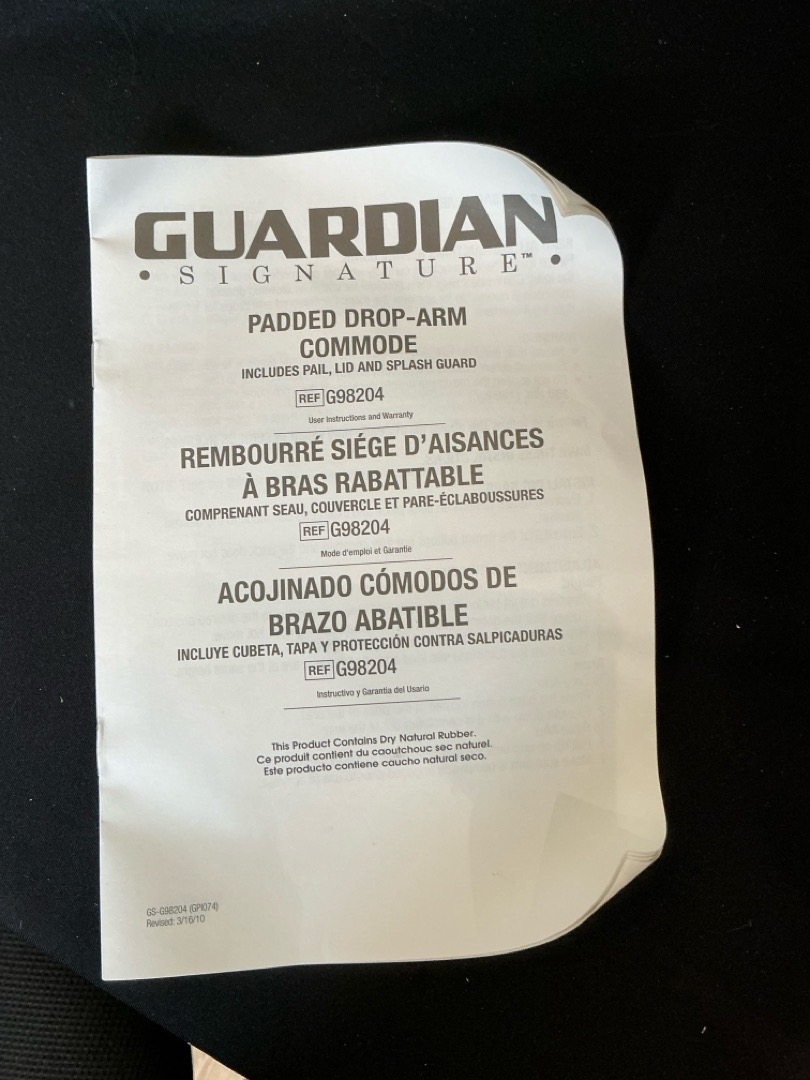 GUARDIAN
• SIGNATURE™ •
PADDED DROP-ARM
COMMODE
INCLUDES PAIL, LID AND SPLASH GUARD
REF G98204
User Instructions and Warranty
REMBOURRÉ SIÉGE D'AISANCES
À BRAS RABATTABLE
COMPRENANT SEAU, COUVERCLE ET PARE-ÉCLABOUSSURES
REF G98204
Mode d'emploi et Garantie
ACOJINADO CÓMODOS DE
BRAZO ABATIBLE
INCLUYE CUBETA, TAPA Y PROTECCIÓN CONTRA SALPICADURAS
REF G98204
Instructivo y Garantia del Usario
This Product Contains Dry Natural Rubber.
Ce produit contient du caoutchouc sec naturel.
Este producto contiene caucho natural seco.
GS-G98204 (GPI074)
Revised: 3/16/10